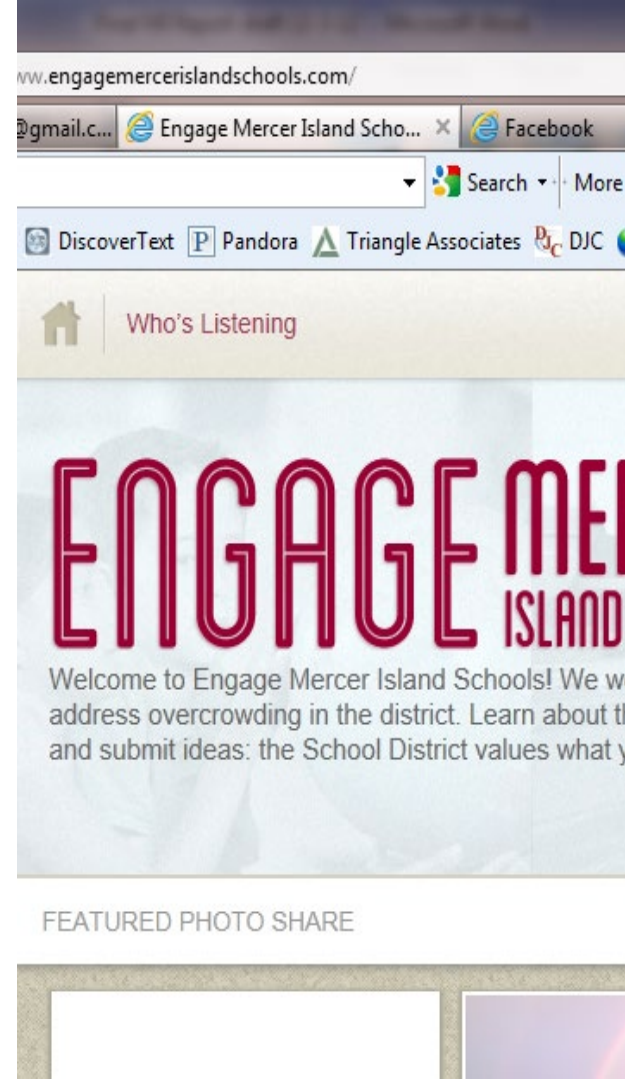 ww.engagemercerislandschools.com/
@gmail.c... Engage Mercer Island Scho... × Facebook
Search More
DiscoverText P Pandora Triangle Associates DJC DJC
Who's Listening
ENGAGE MER
ISLAND
Welcome to Engage Mercer Island Schools! We w
address overcrowding in the district. Learn about t
and submit ideas: the School District values what y
FEATURED PHOTO SHARE